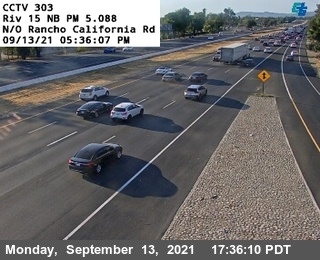 CCTV 303
Riv 15 NB PM 5.088
N/O Rancho California Rd
09/13/21 05:36:07 PM
Monday, September 13, 2021 17:36:10 PDT